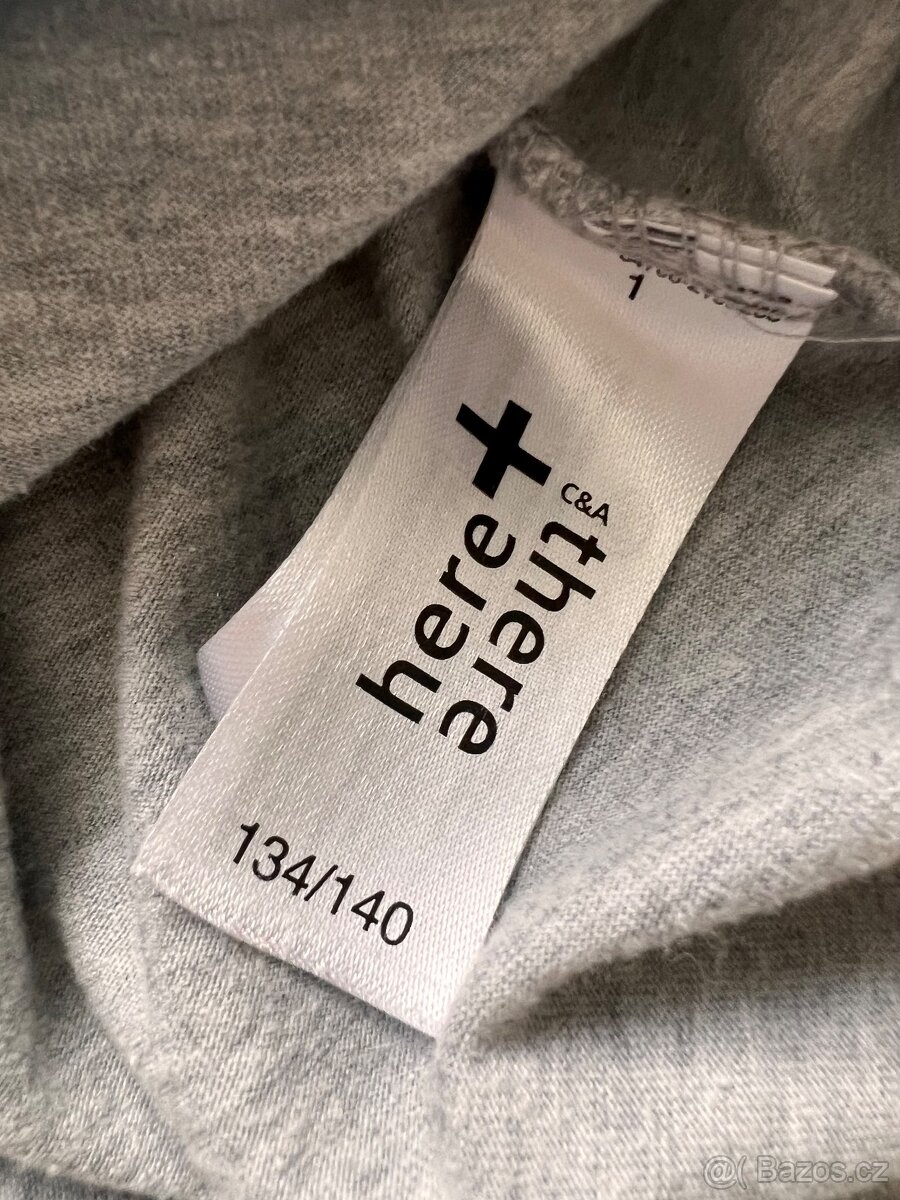 1
here +
there
C&A
134/140
@( Bazos.cz